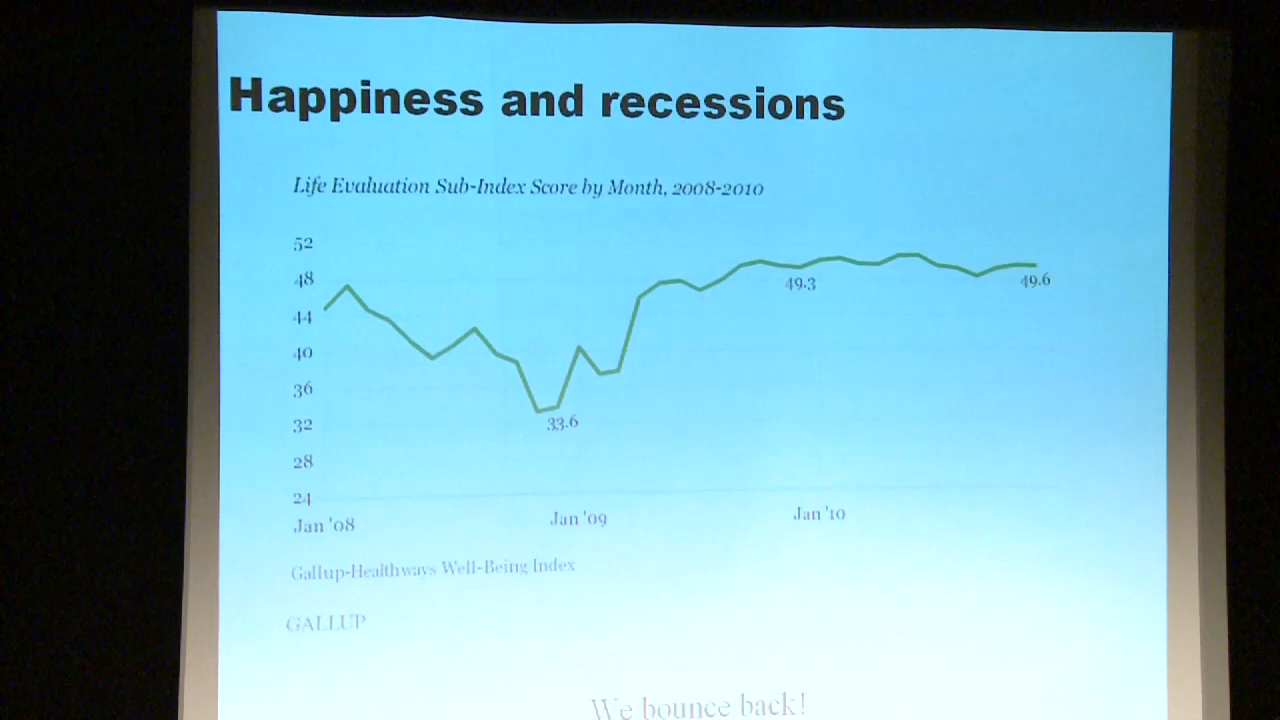 Happiness and recessions
Life Evaluation Sub-Index Score by Month, 2008-2010
52
48
44
40
36
32
28
24
49.3
49.6
33.6
Jan '08
Jan '09
Jan '10
Gallup-Healthways Well-Being Index
GALLUP
We bounce back!